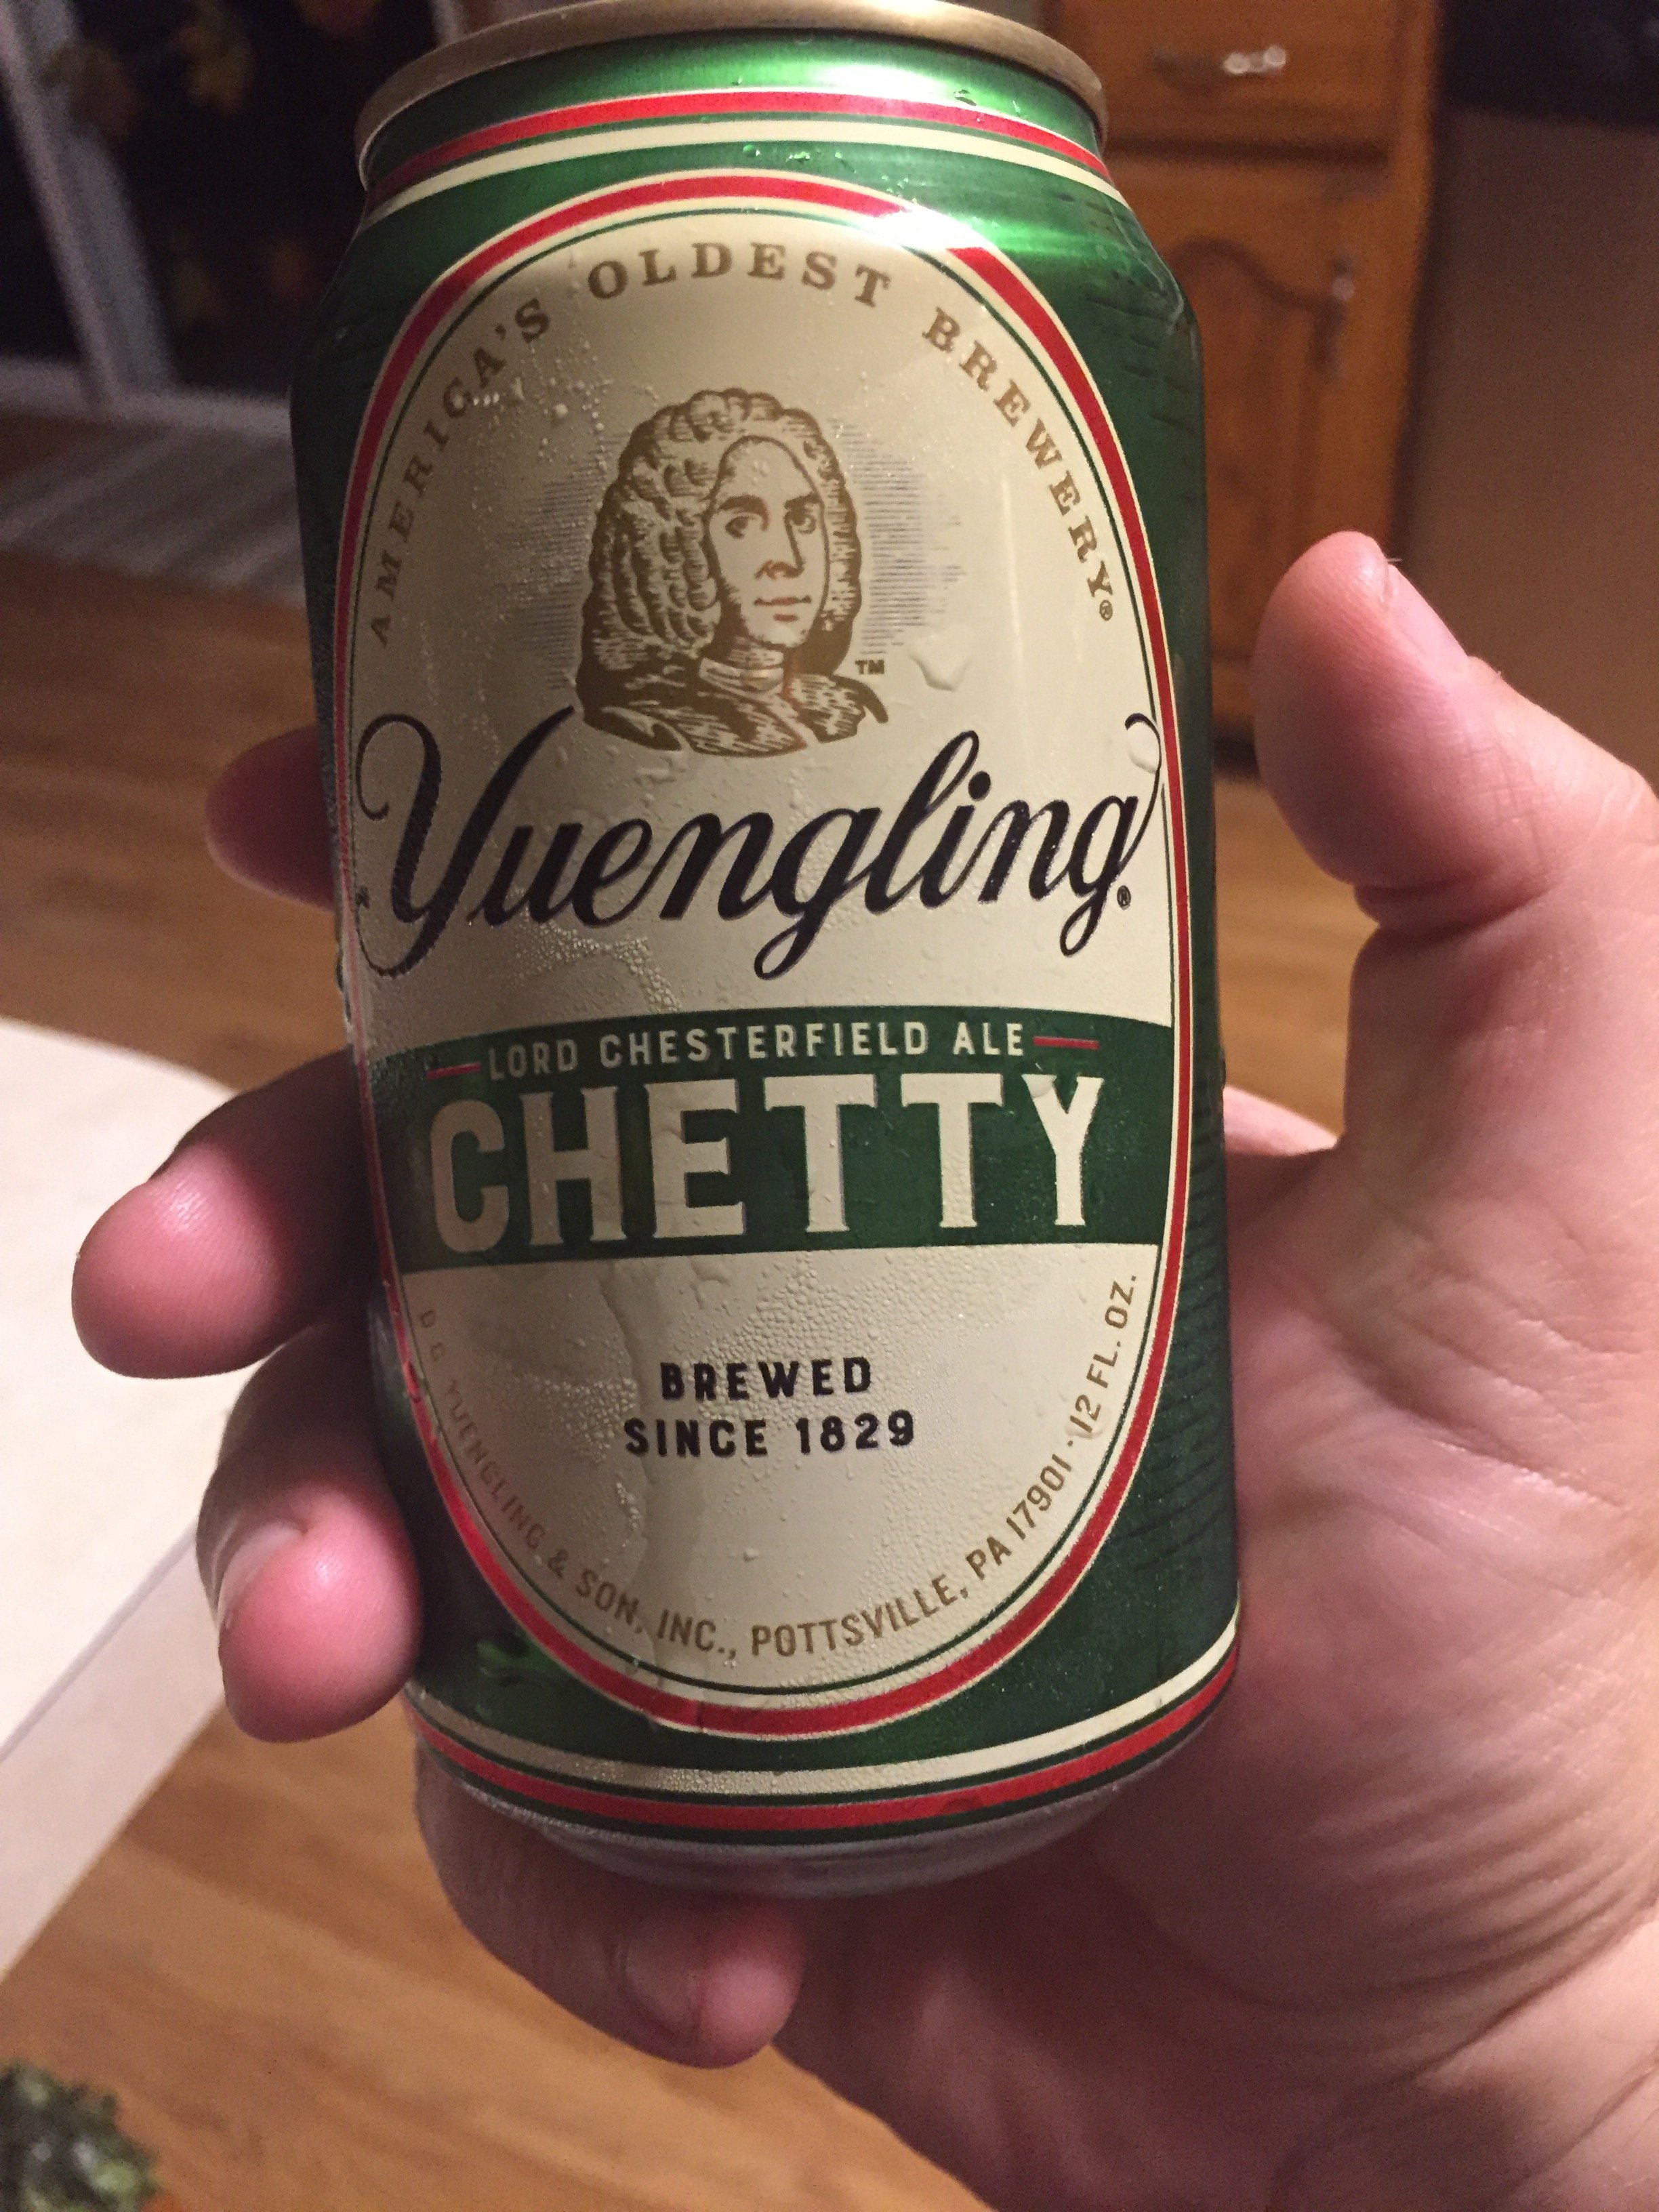 AMERICA'S OLDEST BREWERY®
TM
Yuengling®
LORD CHESTERFIELD ALE
CHETTY
BREWED
SINCE 1829
D G YUENGLING & SON, INC., POTTSVILLE, PA 17901 · 12 FL. OZ.